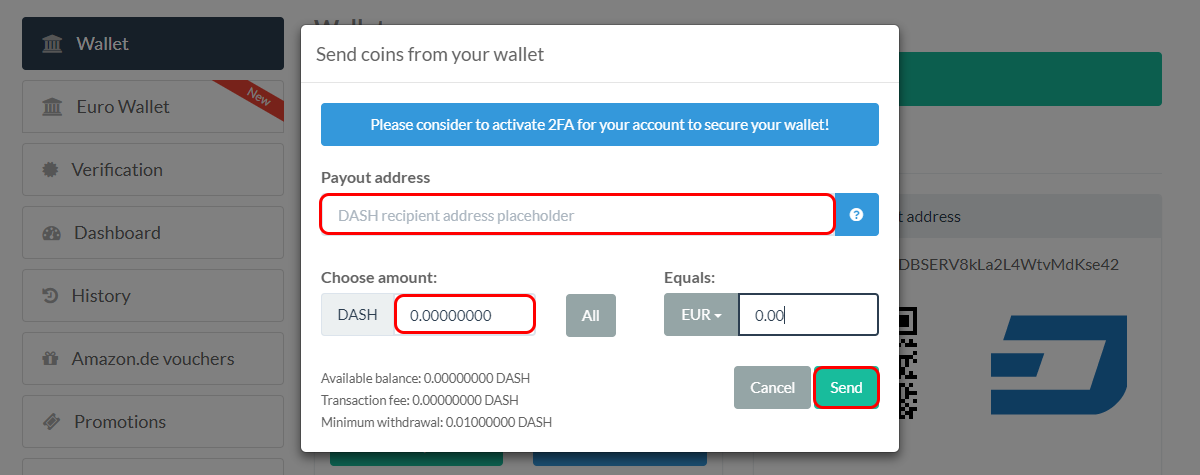 Wallet
Euro Wallet
New
Verification
Dashboard
History
Amazon.de vouchers
Promotions
Wallet
Send coins from your wallet
Please consider to activate 2FA for your account to secure your wallet!
Payout address
DASH recipient address placeholder
Choose amount:
Equals:
DASH
0.00000000
All
EUR
0.00
Available balance: 0.00000000 DASH
Transaction fee: 0.00000000 DASH
Minimum withdrawal: 0.01000000 DASH
Cancel
Send
address
DBSERV8kLa2L4WtvMdKse42